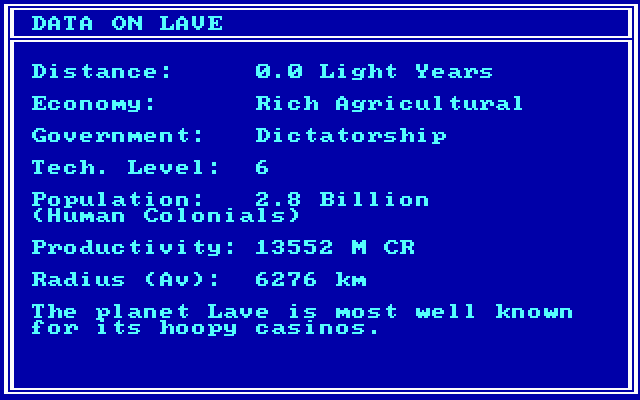 DATA ON LAVE
Distance: 0.0 Light Years
Economy: Rich Agricultural
Government: Dictatorship
Tech. Level: 6
Population: 2.8 Billion
(Human Colonials)
Productivity: 13552 M CR
Radius (Av): 6276 km
The planet Lave is most well known
for its hoopy casinos.